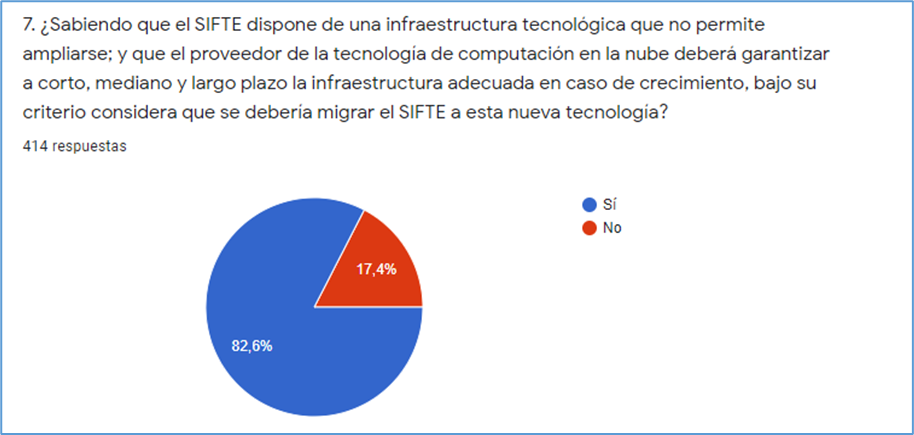 7. ¿Sabiendo que el SIFTE dispone de una infraestructura tecnológica que no permite
ampliarse; y que el proveedor de la tecnología de computación en la nube deberá garantizar
a corto, mediano y largo plazo la infraestructura adecuada en caso de crecimiento, bajo su
criterio considera que se debería migrar el SIFTE a esta nueva tecnología?
414 respuestas
Sí
No
17,4%
82,6%